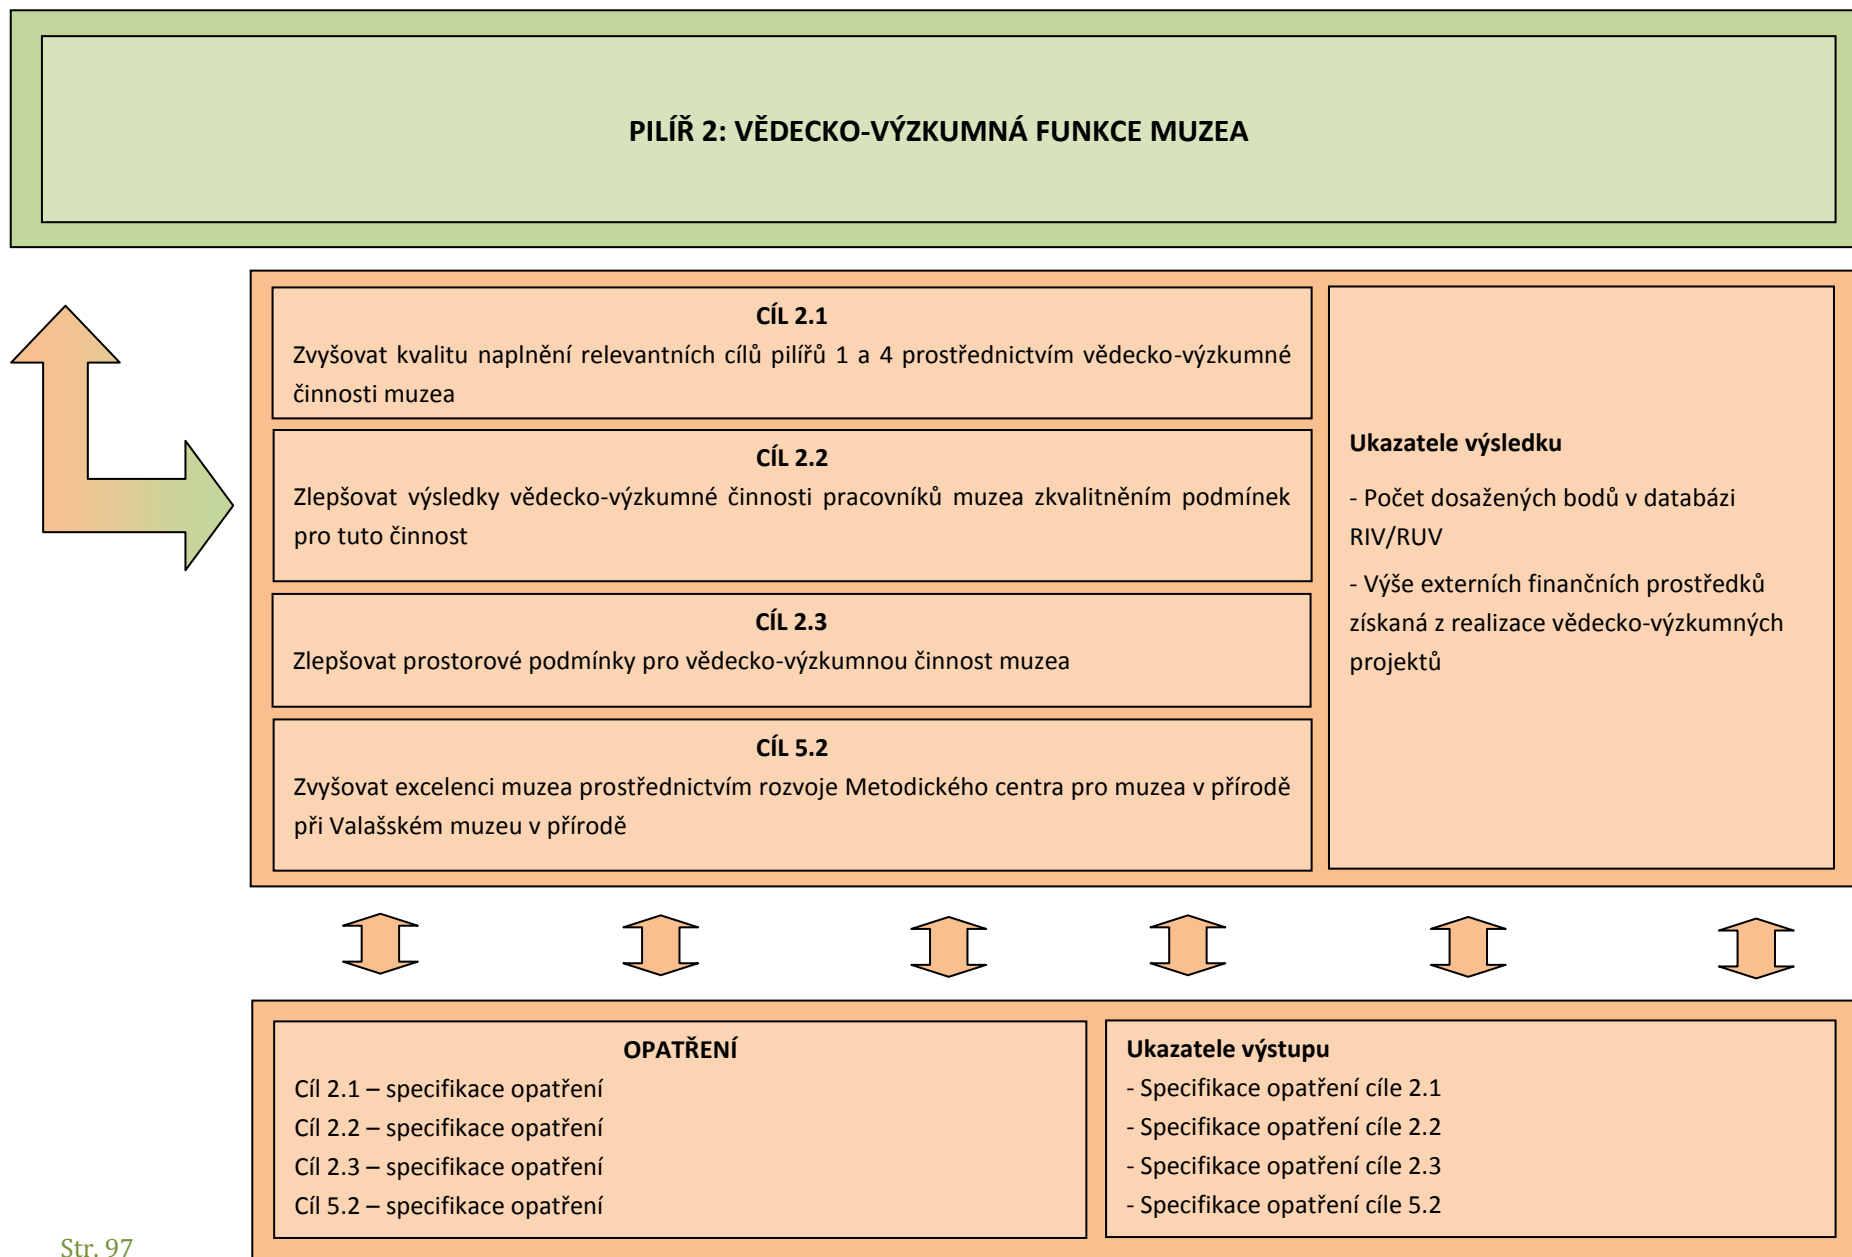 PILÍŘ 2: VĚDECKO-VÝZKUMNÁ FUNKCE MUZEA
CÍL 2.1
Zvyšovat kvalitu naplnění relevantních cílů pilířů 1 a 4 prostřednictvím vědecko-výzkumné
činnosti muzea
CÍL 2.2
Zlepšovat výsledky vědecko-výzkumné činnosti pracovníků muzea zkvalitněním podmínek
pro tuto činnost
CÍL 2.3
Zlepšovat prostorové podmínky pro vědecko-výzkumnou činnost muzea
CÍL 5.2
Zvyšovat excelenci muzea prostřednictvím rozvoje Metodického centra pro muzea v přírodě
při Valašském muzeu v přírodě
Ukazatele výsledku
- Počet dosažených bodů v databázi
RIV/RUV
- Výše externích finančních prostředků
získaná z realizace vědecko-výzkumných
projektů
OPATŘENÍ
Cíl 2.1 – specifikace opatření
Cíl 2.2 – specifikace opatření
Cíl 2.3 – specifikace opatření
Cíl 5.2 – specifikace opatření
Ukazatele výstupu
- Specifikace opatření cíle 2.1
- Specifikace opatření cíle 2.2
- Specifikace opatření cíle 2.3
- Specifikace opatření cíle 5.2
Str. 97